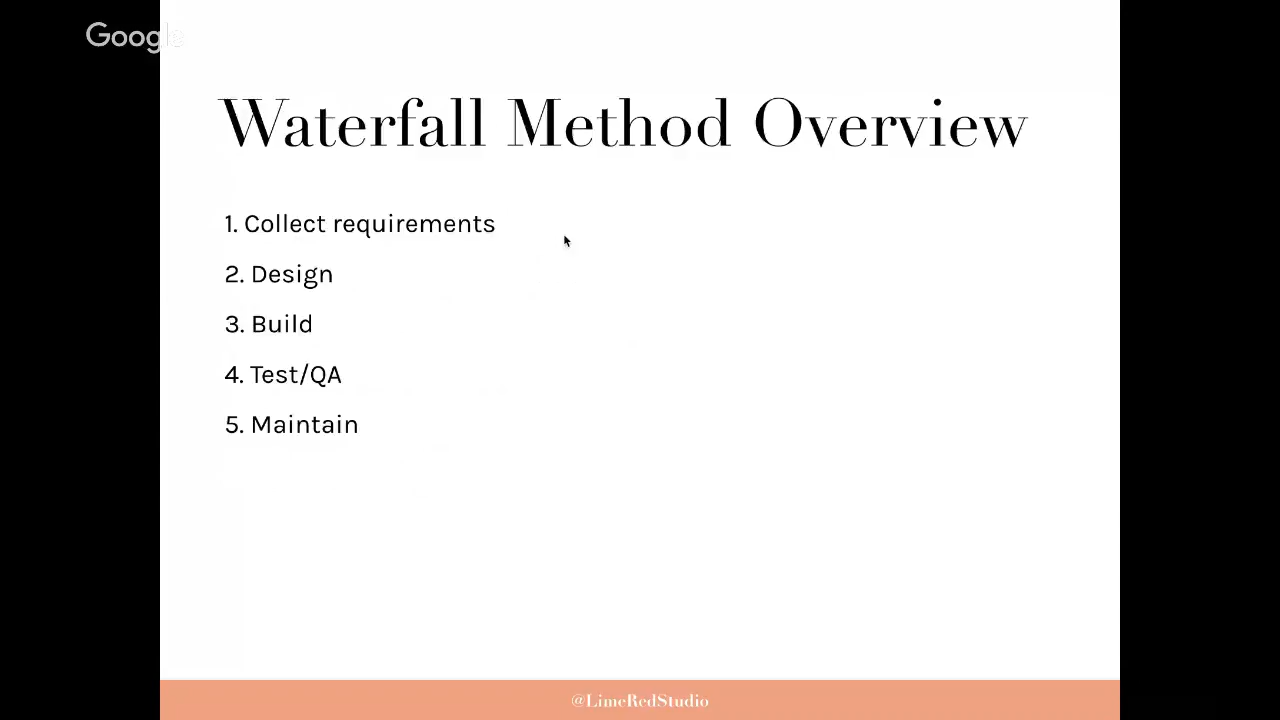 Google
Waterfall Method Overview
1. Collect requirements
2. Design
3. Build
4. Test/QA
5. Maintain
@LimeRedStudio